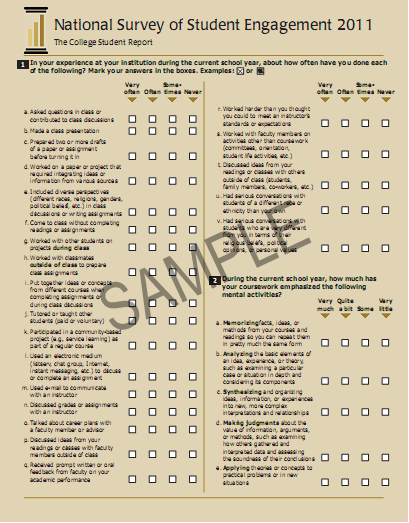 National Survey of Student Engagement 2011
The College Student Report
1 In your experience at your institution during the current school year, about how often have you done each
of the following? Mark your answers in the boxes. Examples: ☒ or
Very
often Often Some-
times Never
a. Asked questions in class or
contributed to class discussions
b. Made a class presentation
c. Prepared two or more drafts
of a paper or assignment
before turning it in
d. Worked on a paper or project that
required integrating ideas or
information from various sources
e. Included diverse perspectives
(different races, religions, genders,
political beliefs, etc.) in class
discussions or writing assignments
f. Come to class without completing
readings or assignments
g. Worked with other students on
projects during class
h. Worked with classmates
outside of class to prepare
class assignments
i. Put together ideas or concepts
from different courses when
completing assignments or
during class discussions
j. Tutored or taught other
students (paid or voluntary)
k. Participated in a community-based
project (e.g., service learning) as
part of a regular course
l. Used an electronic medium
(listserv, chat group, Internet,
instant messaging, etc.) to discuss
or complete an assignment
m. Used e-mail to communicate
with an instructor
n. Discussed grades or assignments
with an instructor
o. Talked about career plans with
a faculty member or advisor
p. Discussed ideas from your
readings or classes with faculty
members outside of class
q. Received prompt written or oral
feedback from faculty on your
academic performance
Very
often Often Some-
times Never
r. Worked harder than you thought
you could to meet an instructor's
standards or expectations
s. Worked with faculty members on
activities other than coursework
(committees, orientation,
student life activities, etc.)
t. Discussed ideas from your
readings or classes with others
outside of class (students,
family members, co-workers, etc.)
u. Had serious conversations with
students of a different race or
ethnicity than your own
v. Had serious conversations with
students who are very different
from you in terms of their
religious beliefs, political
opinions, or personal values
2 During the current school year, how much has
your coursework emphasized the following
mental activities?
Very
much Quite
a bit Some Very
little
a. Memorizing facts, ideas, or
methods from your courses and
readings so you can repeat them
in pretty much the same form
b. Analyzing the basic elements of
an idea, experience, or theory,
such as examining a particular
case or situation in depth and
considering its components
c. Synthesizing and organizing
ideas, information, or experiences
into new, more complex
interpretations and relationships
d. Making judgments about the
value of information, arguments,
or methods, such as examining
how others gathered and
interpreted data and assessing
the soundness of their conclusions
e. Applying theories or concepts to
practical problems or in new
situations
SAMPLE